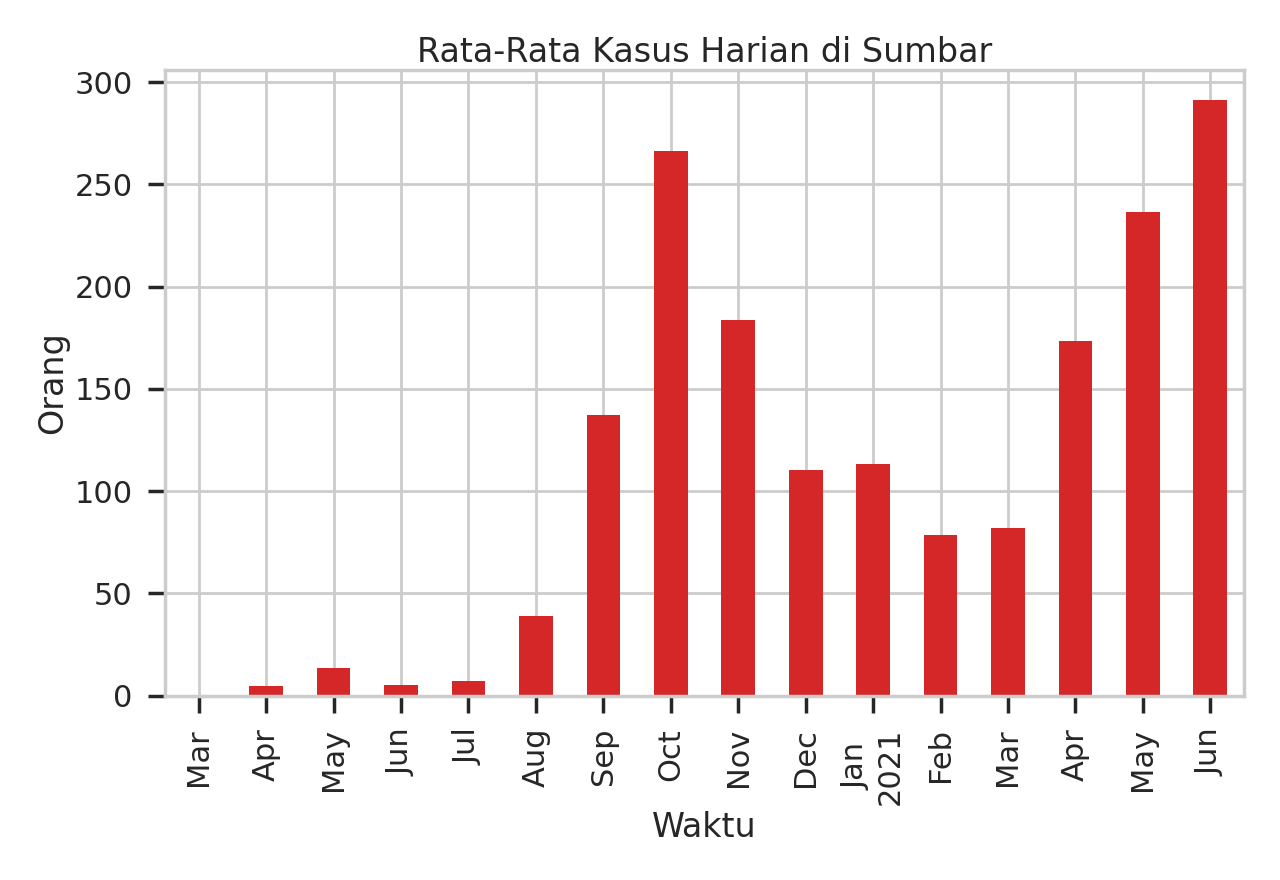 Rata-Rata Kasus Harian di Sumbar
300
250
200
150
100
50
0
Orang
Mar
Apr
May
Jun
Jul
Aug
Sep
Oct
Nov
Dec
Jan
2021
Feb
Mar
Apr
May
Jun
Waktu